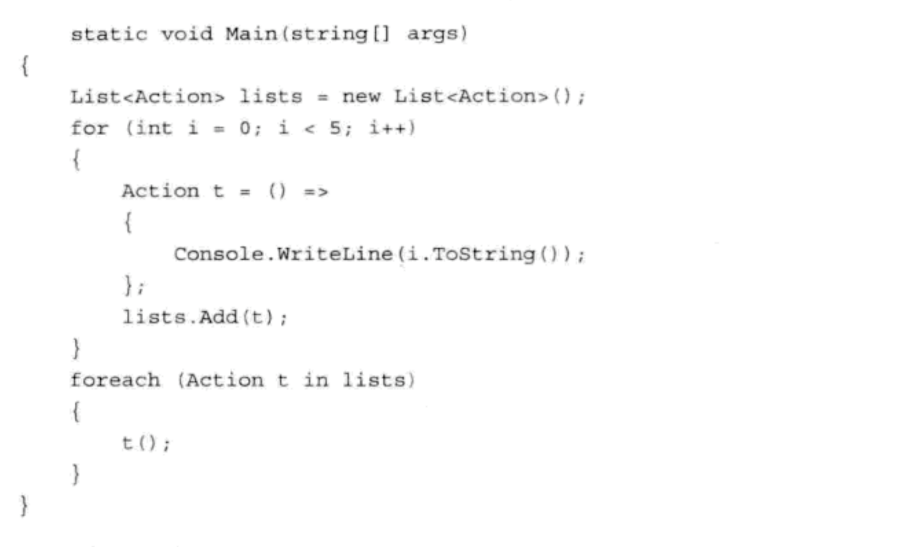 static void Main(string[] args)
{
List<Action> lists = new List<Action>();
for (int i = 0; i < 5; i++)
{
Action t = () =>
{
Console.WriteLine(i.ToString());
};
lists.Add(t);
}
foreach (Action t in lists)
{
t();
}
}